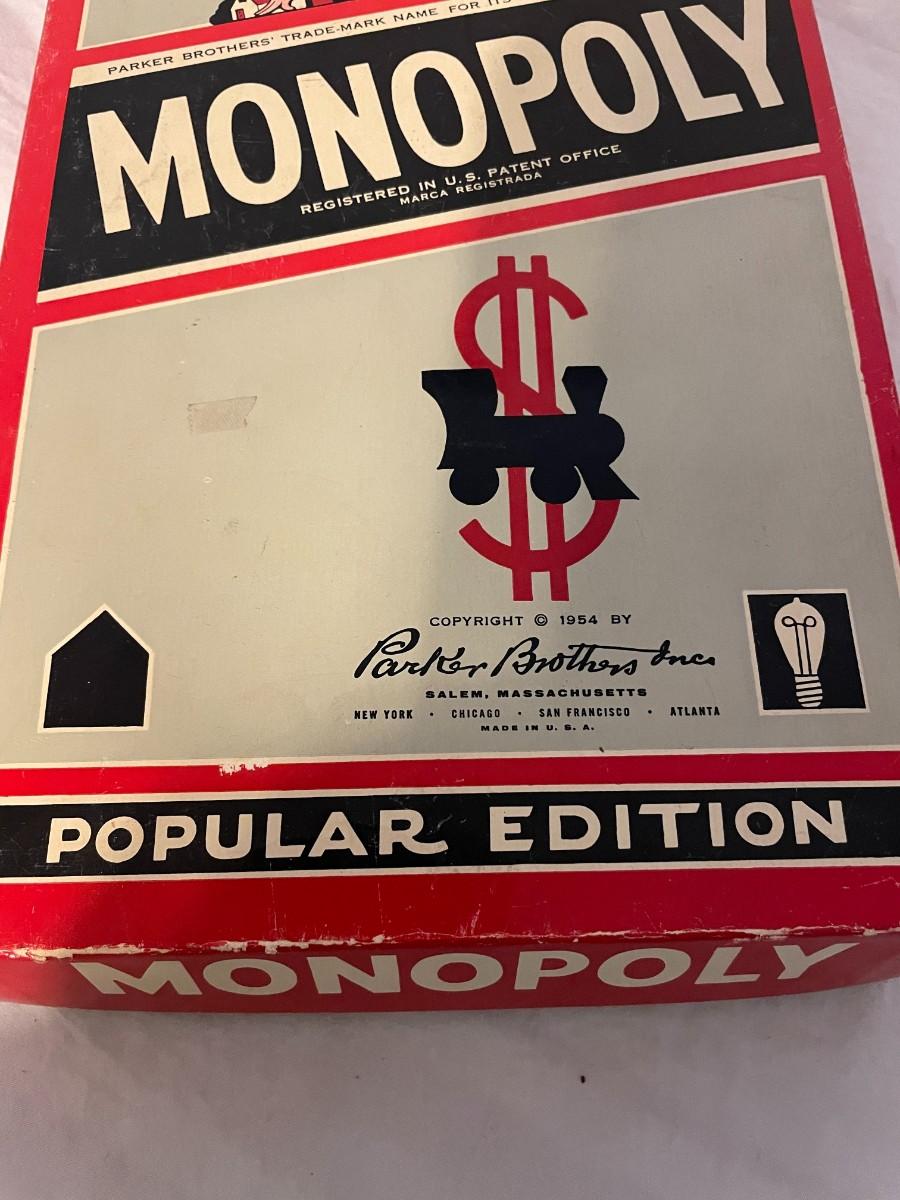 PARKER BROTHERS' TRADE-MARK NAME FOR ITS
MONOPOLY
REGISTERED IN U.S. PATENT OFFICE
MARCA REGISTRADA
COPYRIGHT © 1954 BY
Parker Brothers Inc.
SALEM, MASSACHUSETTS
NEW YORK • CHICAGO • SAN FRANCISCO • ATLANTA
MADE IN U. S. A.
POPULAR EDITION
MONOPOLY